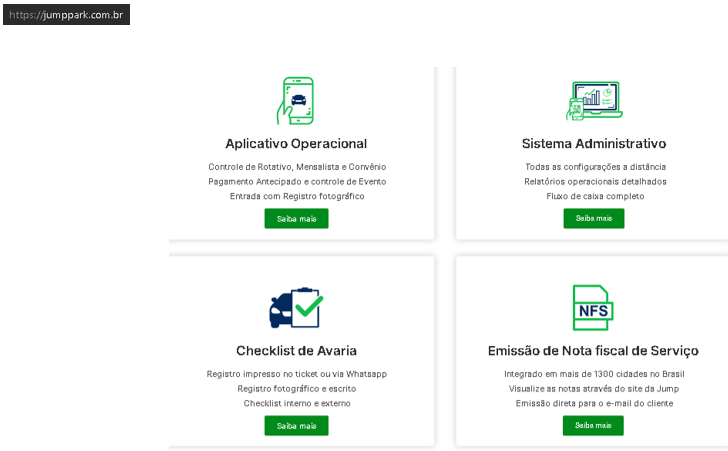 https://jumppark.com.br
Aplicativo Operacional
Controle de Rotativo, Mensalista e Convênio
Pagamento Antecipado e controle de Evento
Entrada com Registro fotográfico
Saiba mais
Sistema Administrativo
Todas as configurações a distância
Relatórios operacionais detalhados
Fluxo de caixa completo
Saiba mais
Checklist de Avaria
Registro impresso no ticket ou via Whatsapp
Registro fotográfico e escrito
Checklist interno e externo
Saiba mais
NFS
Emissão de Nota fiscal de Serviço
Integrado em mais de 1300 cidades no Brasil
Visualize as notas através do site da Jump
Emissão direta para o e-mail do cliente
Saiba mais